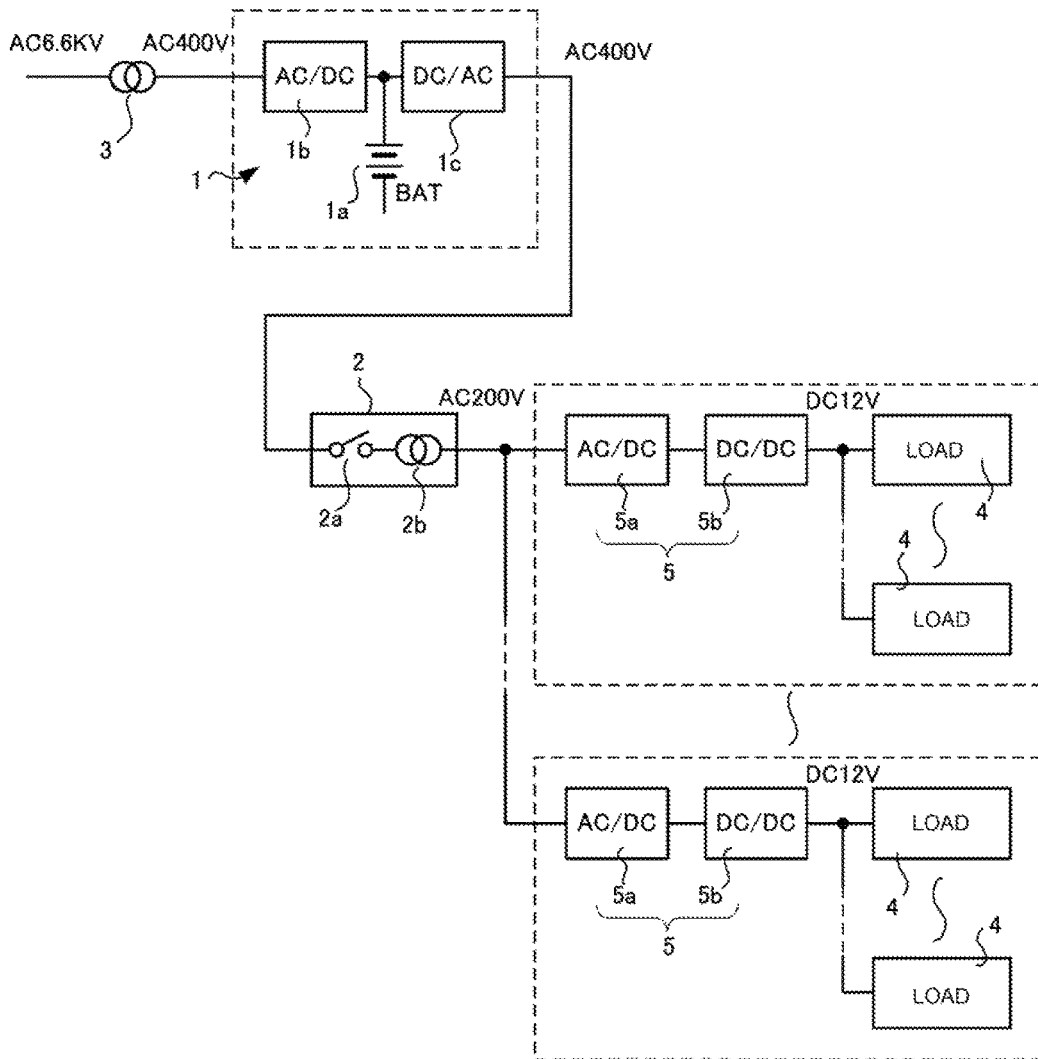 AC6.6KV
AC400V
AC400V
AC/DC
DC/AC
3
1b
1c
1
1a
BAT
2
AC200V
DC12V
AC/DC
DC/DC
LOAD
2a
2b
5a
5b
4
5
4
LOAD
DC12V
AC/DC
DC/DC
LOAD
5a
5b
4
5
4
LOAD